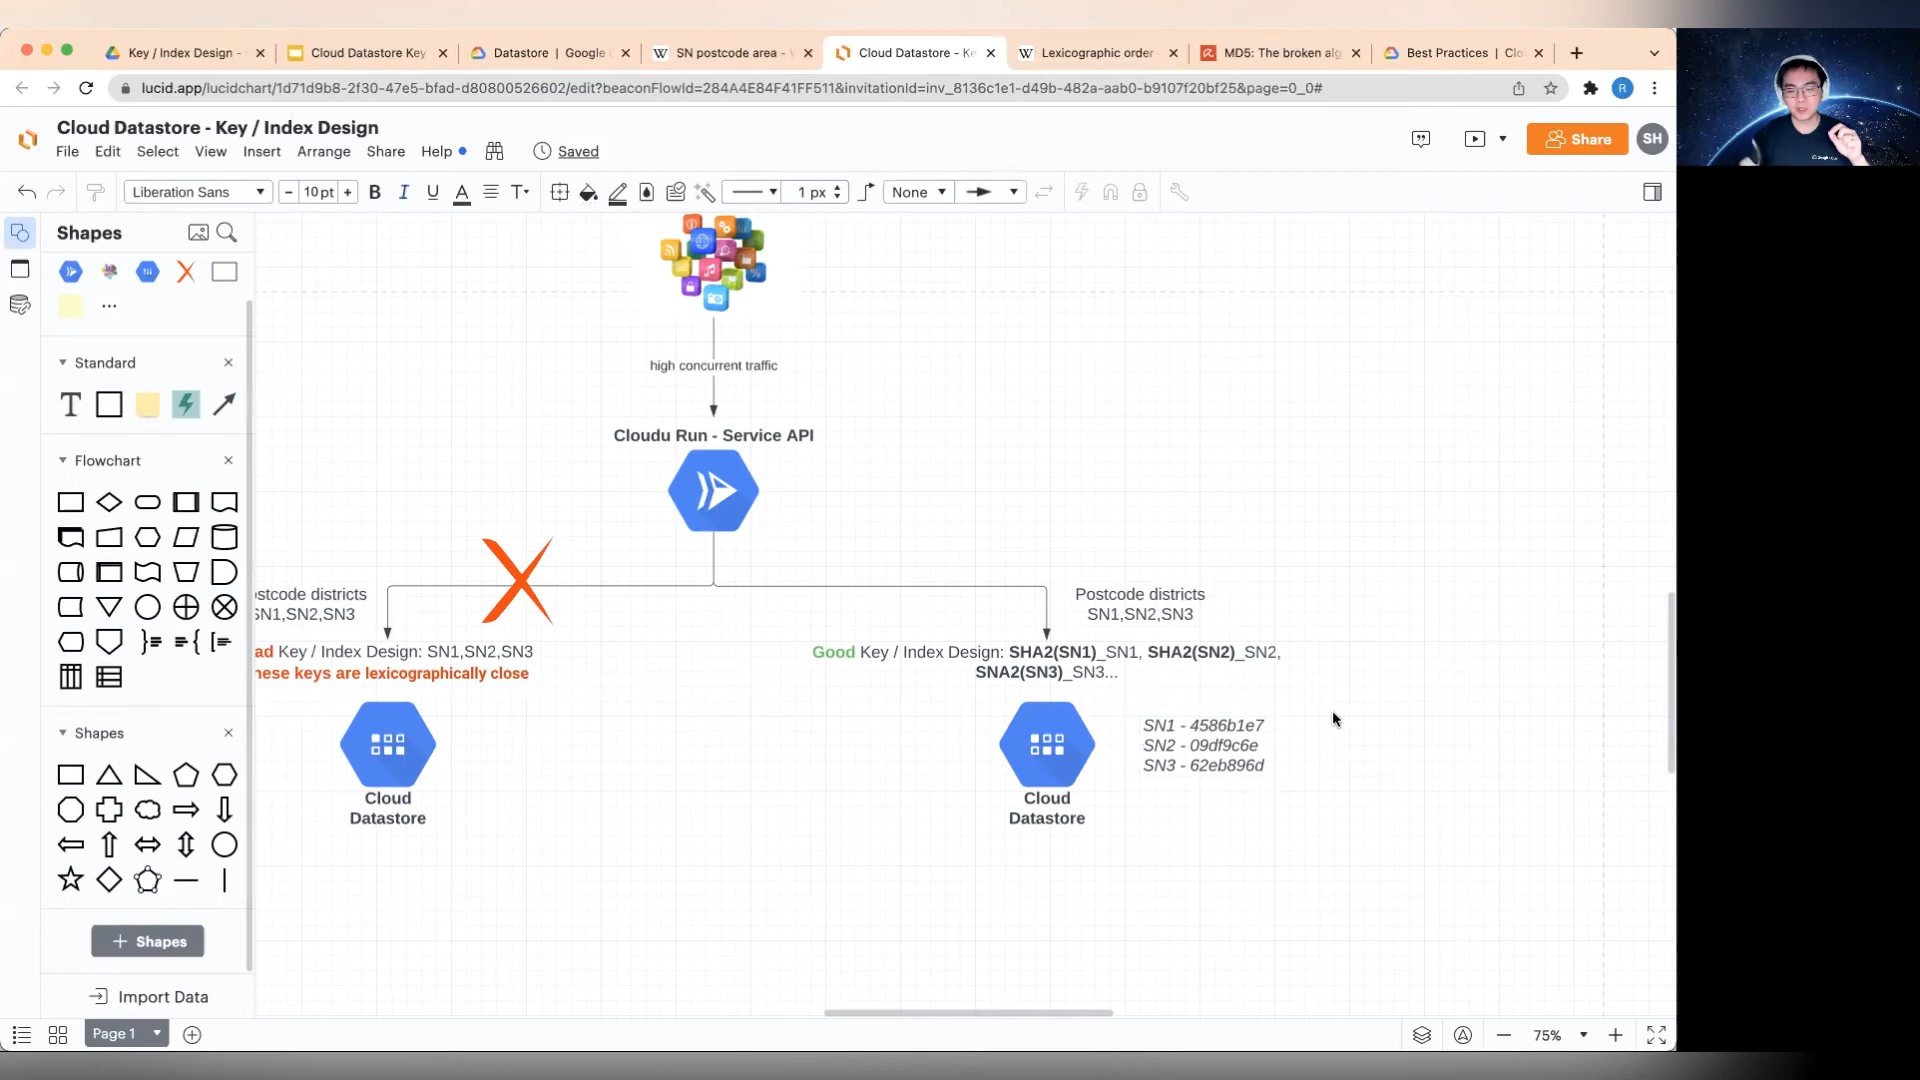 Key / Index Design -
Cloud Datastore Key
Datastore | Google
SN postcode area -
Cloud Datastore - Ke
Lexicographic order
MD5: The broken alg
Best Practices | Clo
lucid.app/lucidchart/1d71d9b8-2f30-47e5-bfad-d80800526602/edit?beaconFlowId=284A4E84F41FF511&invitationId=inv_8136c1e1-d49b-482a-aab0-b9107f20bf25&page=0_0#
R
Cloud Datastore - Key / Index Design
File Edit Select View Insert Arrange Share Help Saved
Share
SH
Liberation Sans - 10 pt + B I U A T 1 px None
Shapes
Standard
T
Flowchart
Shapes
+ Shapes
Import Data
high concurrent traffic
Cloudu Run - Service API
ostcode districts
SN1,SN2,SN3
ad Key / Index Design: SN1,SN2,SN3
hese keys are lexicographically close
Cloud
Datastore
Postcode districts
SN1,SN2,SN3
Good Key / Index Design: SHA2(SN1)_SN1, SHA2(SN2)_SN2,
SNA2(SN3)_SN3...
SN1 - 4586b1e7
SN2 - 09df9c6e
SN3 - 62eb896d
Cloud
Datastore
Page 1
75%